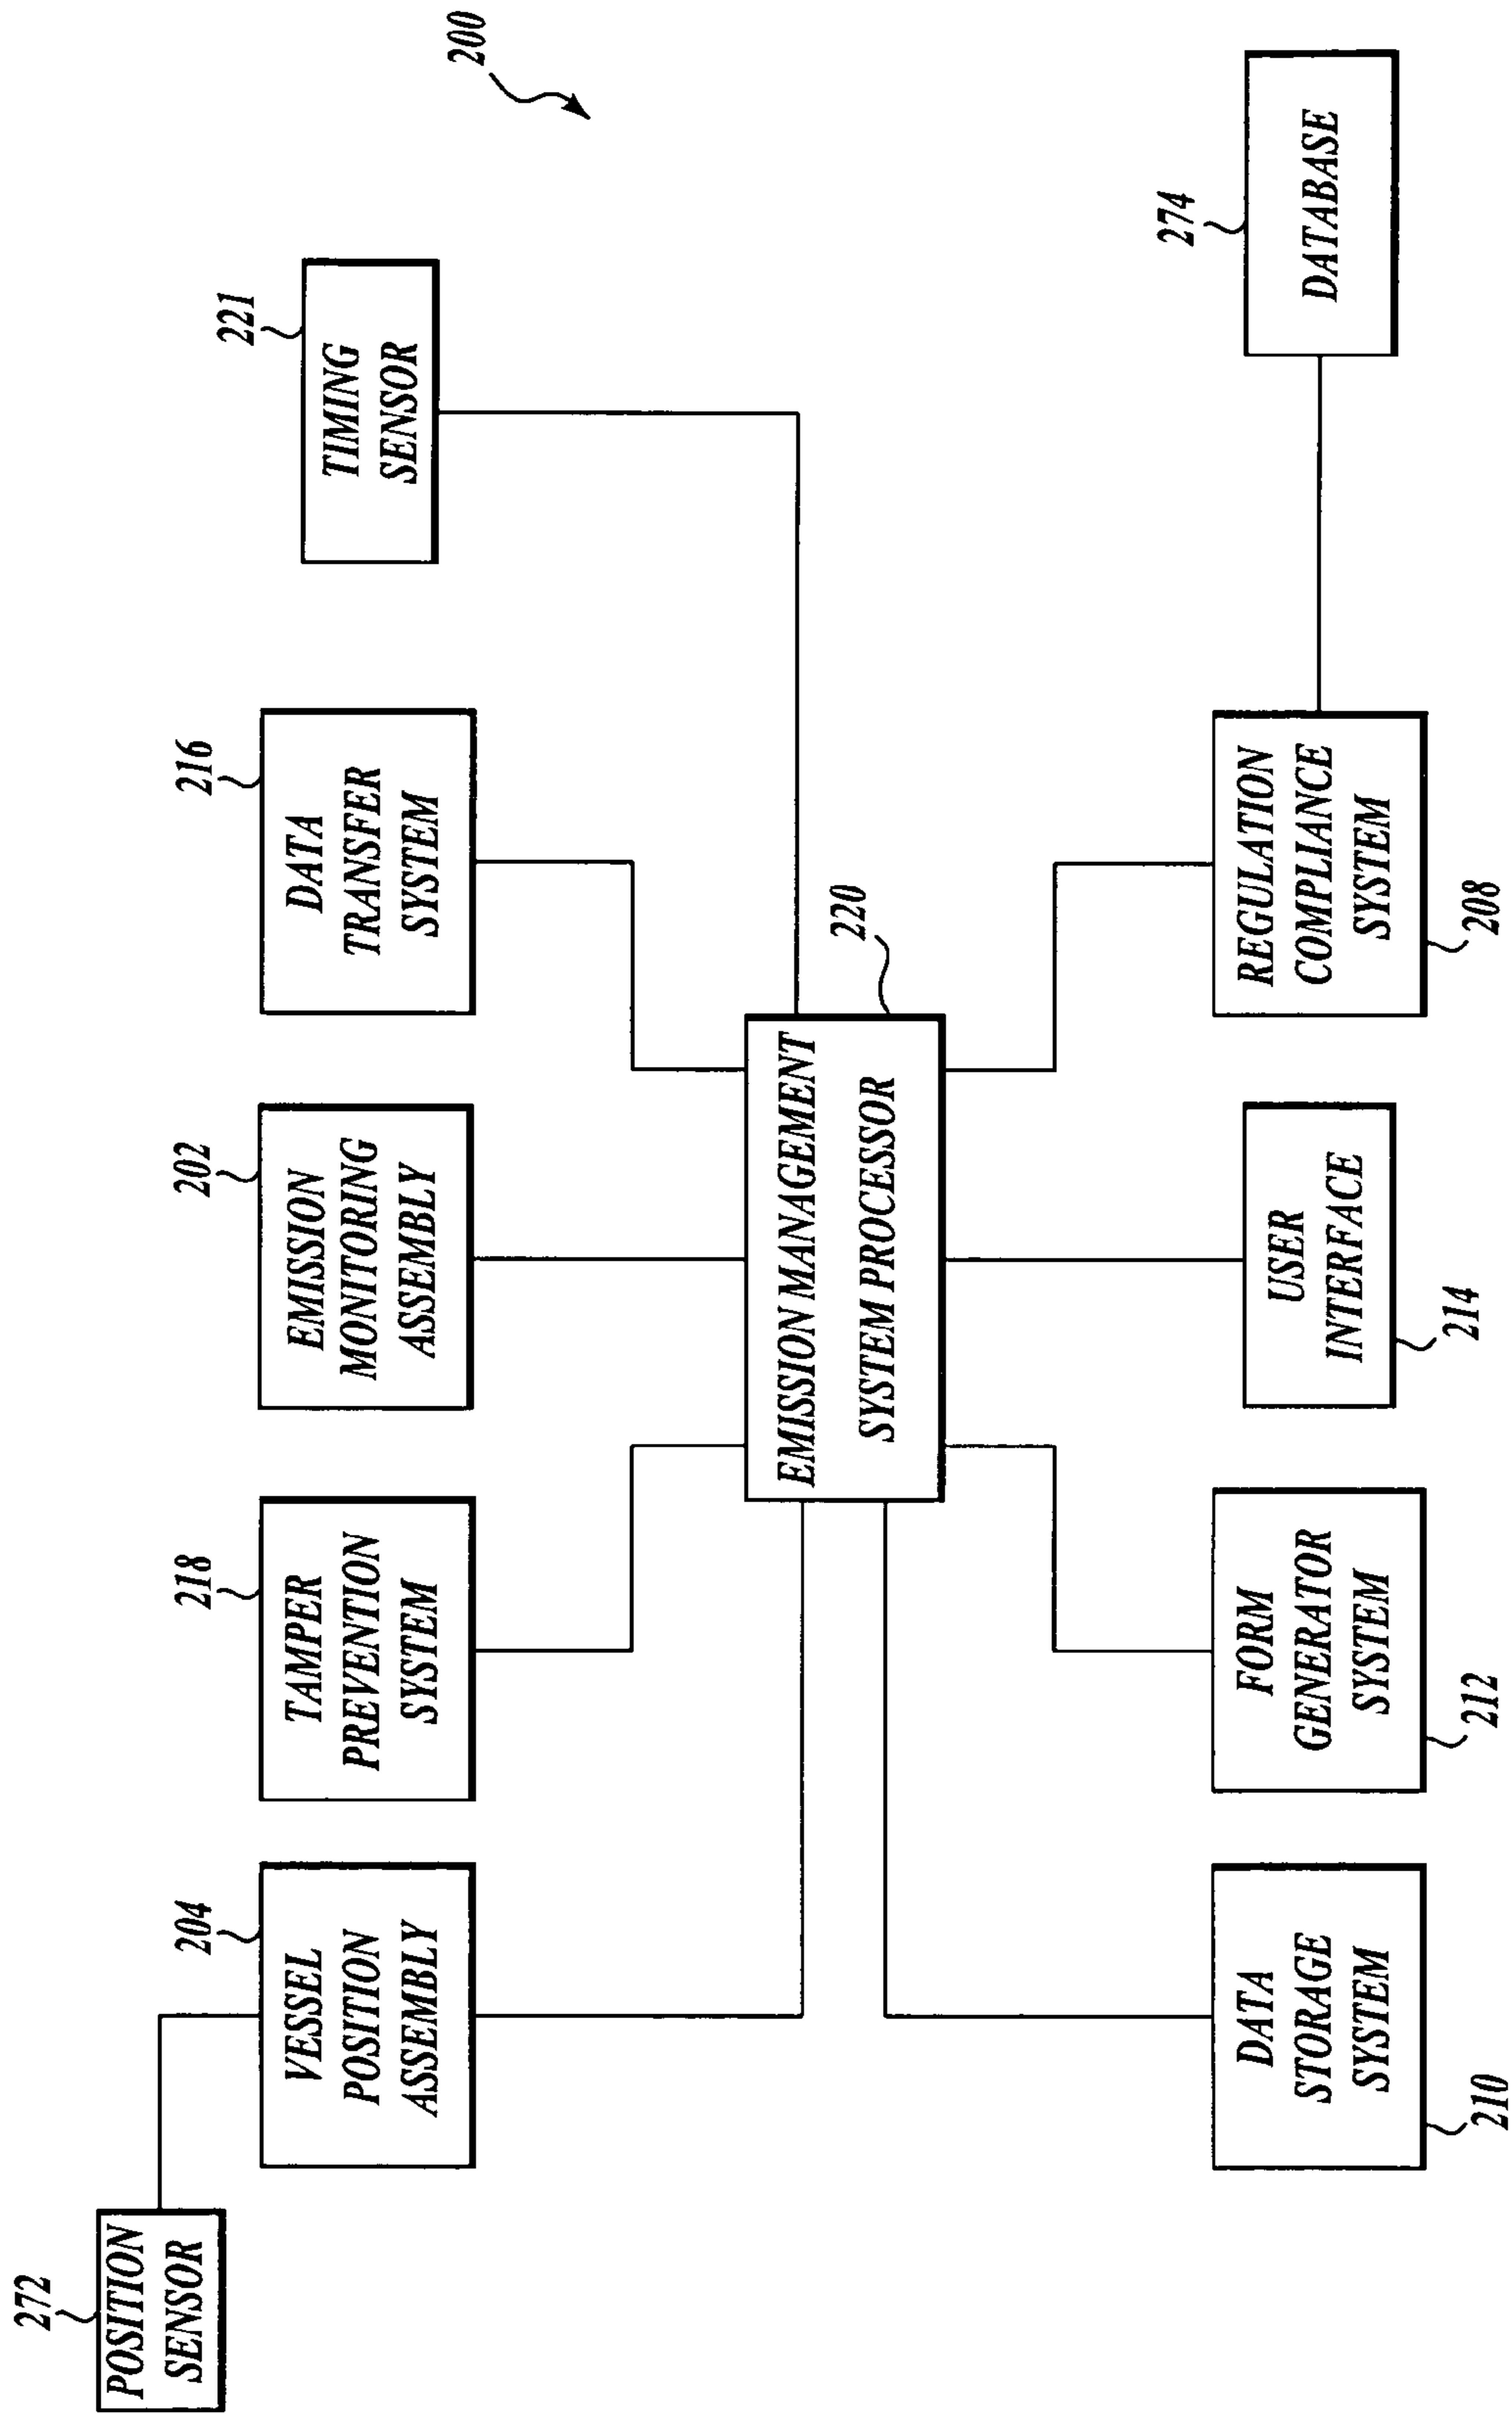 200
272
POSITION
SENSOR
204
VESSEL
POSITION
ASSEMBLY
218
TAMPER
PREVENTION
SYSTEM
202
EMISSION
MONITORING
ASSEMBLY
216
DATA
TRANSFER
SYSTEM
221
TIMING
SENSOR
220
EMISSION MANAGEMENT
SYSTEM PROCESSOR
DATA
STORAGE
SYSTEM
210
FORM
GENERATOR
SYSTEM
212
USER
INTERFACE
214
REGULATION
COMPLIANCE
SYSTEM
208
274
DATABASE